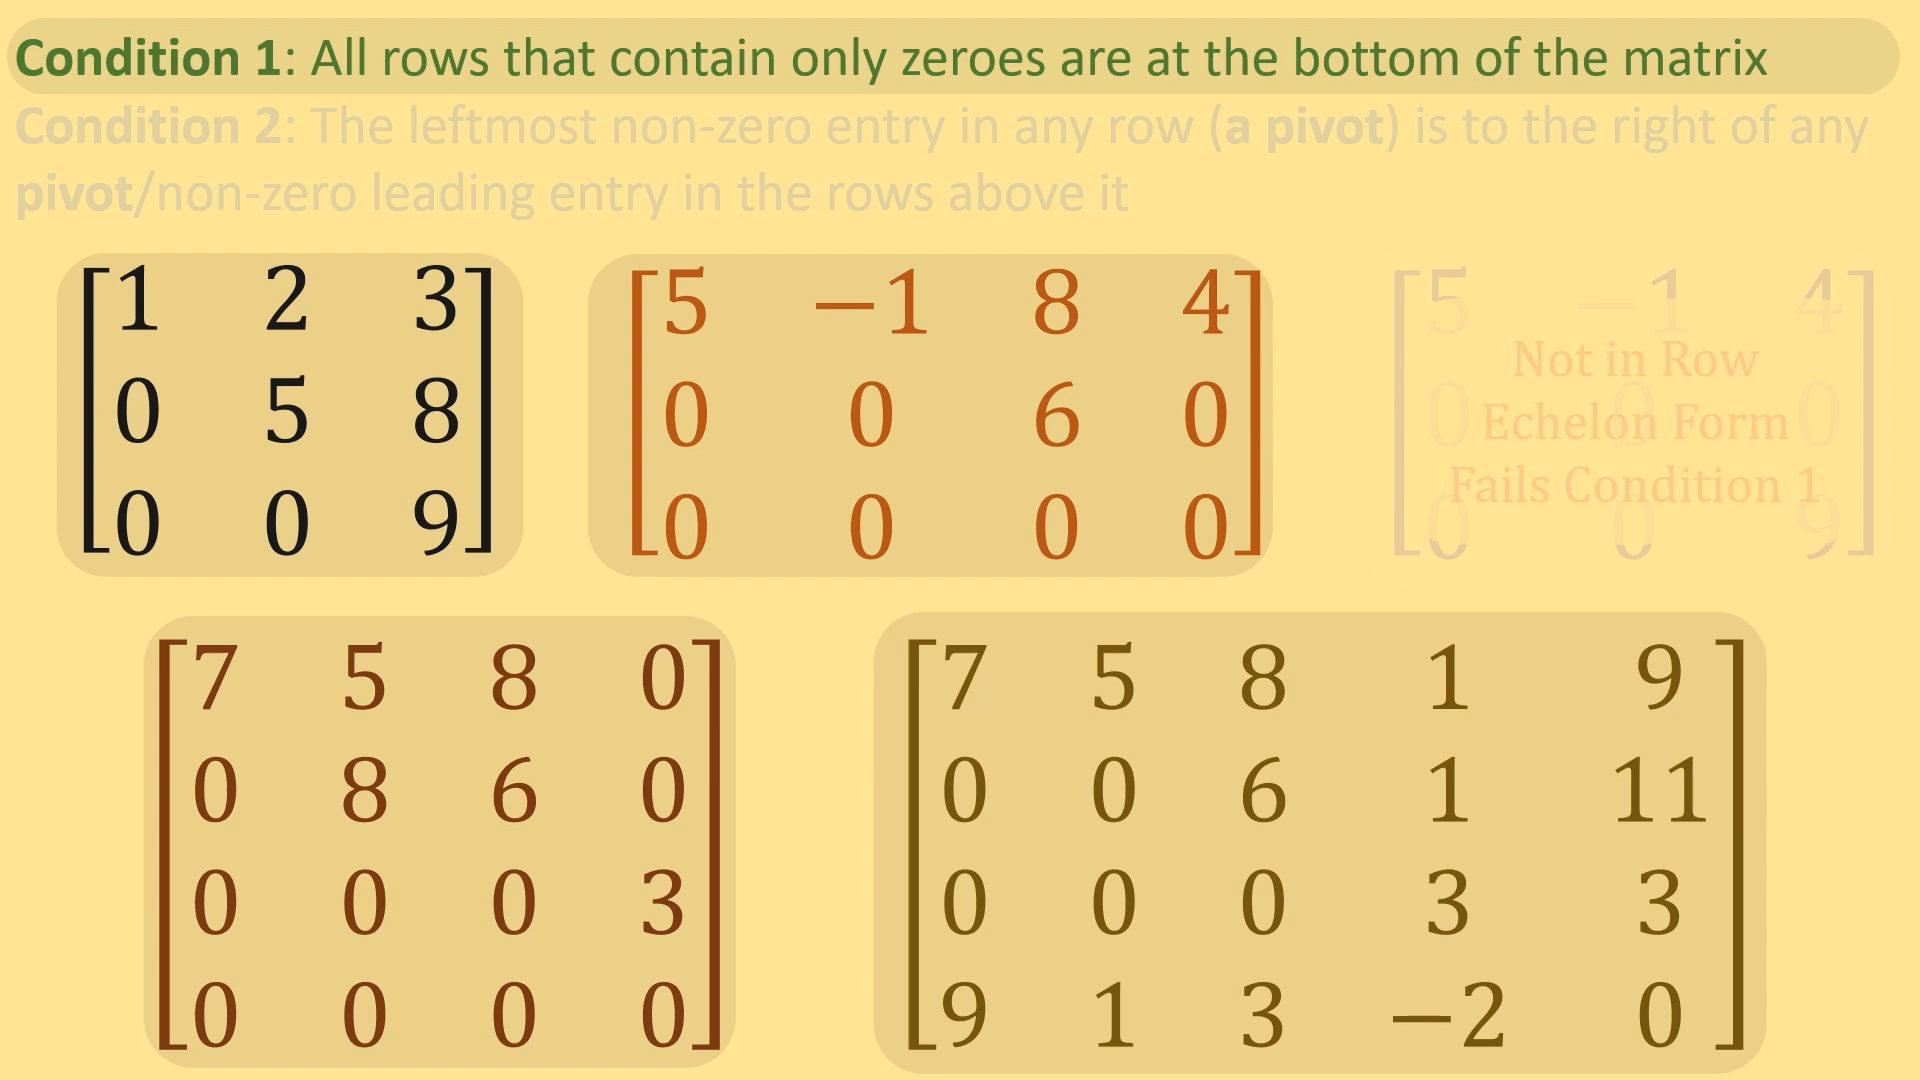 Condition 1: All rows that contain only zeroes are at the bottom of the matrix
Condition 2: The leftmost non-zero entry in any row (a pivot) is to the right of any
pivot/non-zero leading entry in the rows above it
1 2 3
0 5 8
0 0 9
5 −1 8 4
0 0 6 0
0 0 0 0
5 −1 4
0 0 0
0 0 9
Not in Row
Echelon Form
Fails Condition 1
7 5 8 0
0 8 6 0
0 0 0 3
0 0 0 0
7 5 8 1 9
0 0 6 1 11
0 0 0 3 3
9 1 3 −2 0